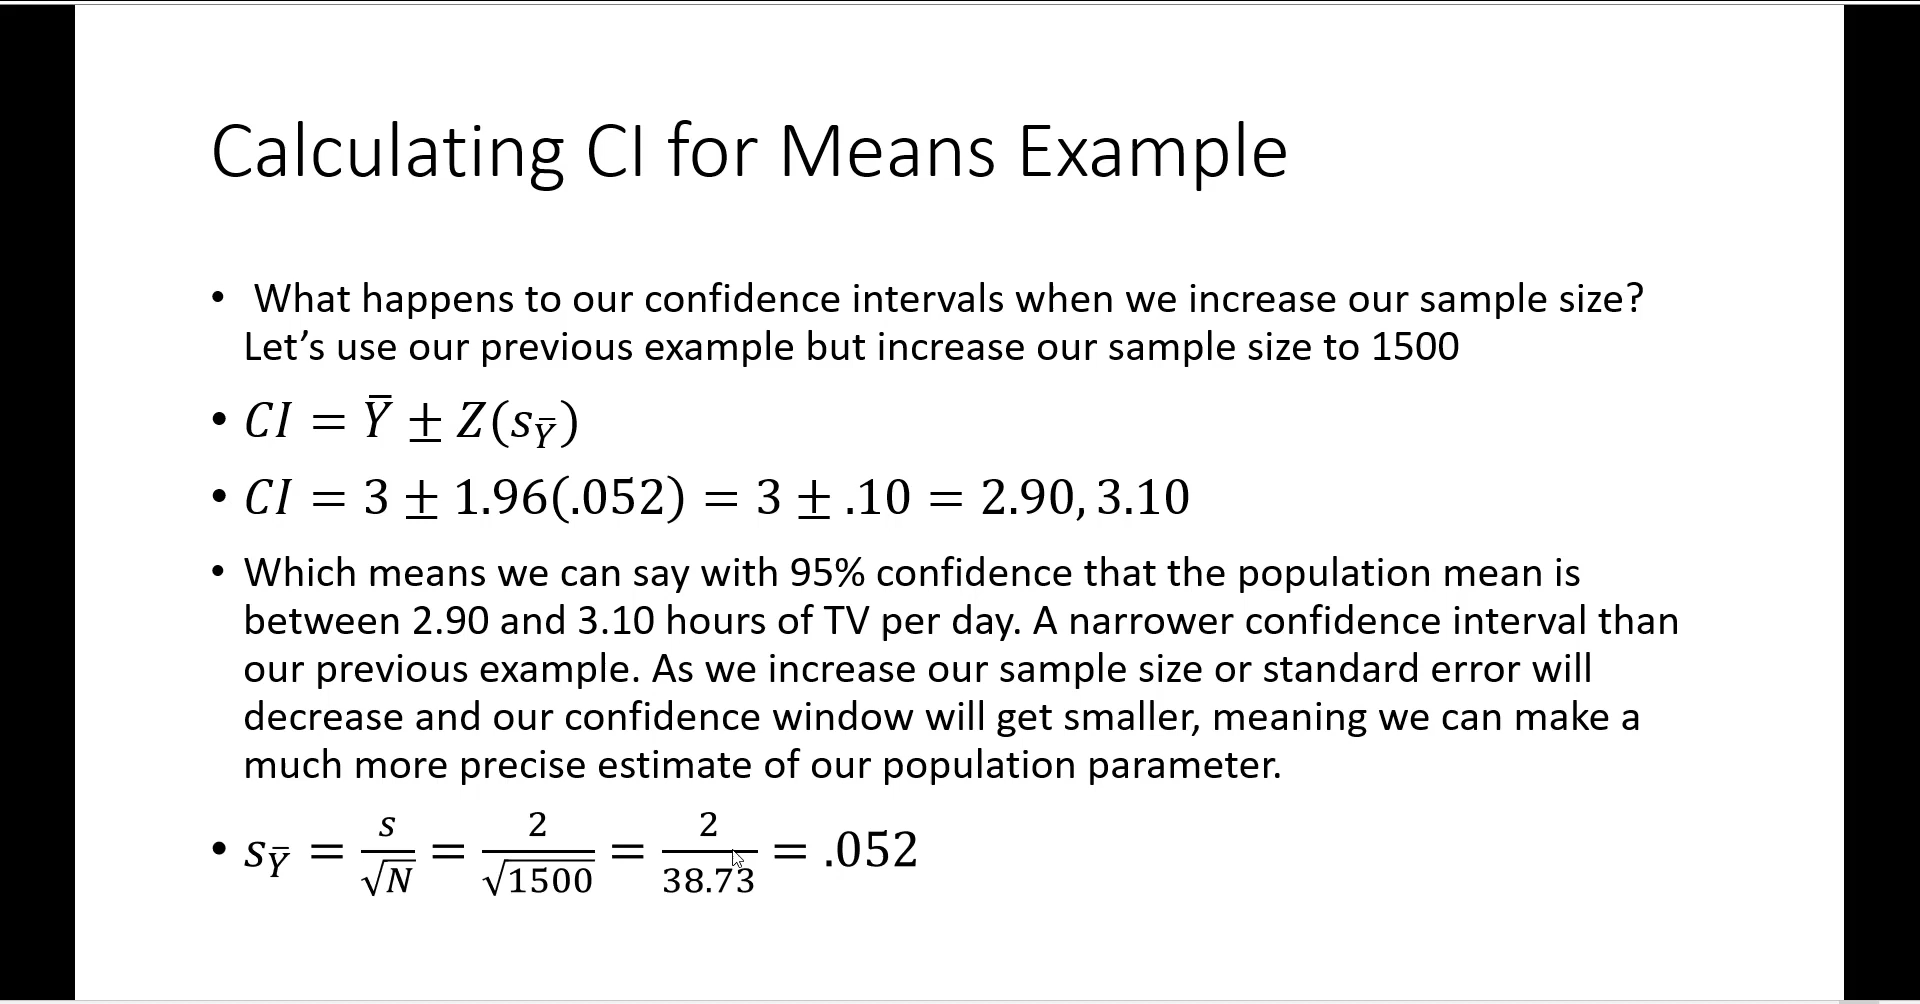 Calculating CI for Means Example
• What happens to our confidence intervals when we increase our sample size?
Let’s use our previous example but increase our sample size to 1500
• CI = Ȳ ± Z(s_Ȳ)
• CI = 3 ± 1.96(.052) = 3 ± .10 = 2.90, 3.10
• Which means we can say with 95% confidence that the population mean is
between 2.90 and 3.10 hours of TV per day. A narrower confidence interval than
our previous example. As we increase our sample size or standard error will
decrease and our confidence window will get smaller, meaning we can make a
much more precise estimate of our population parameter.
• s_Ȳ = s/√N = 2/√1500 = 2/38.73 = .052